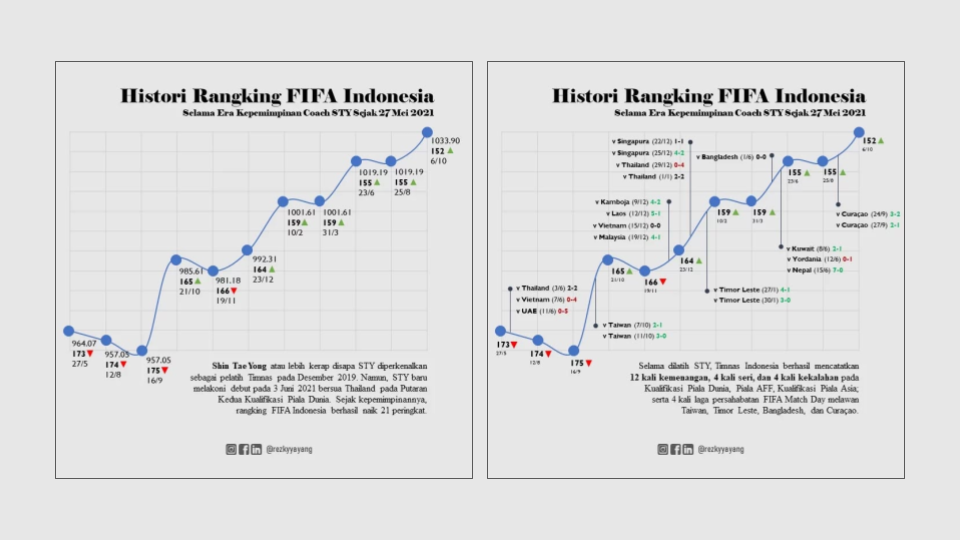 Histori Rangking FIFA Indonesia
Selama Era Kepemimpinan Coach STY Sejak 27 Mei 2021
1033.90
152
6/10
1019.19
155
23/6
1019.19
155
25/8
1001.61
159
10/2
1001.61
159
31/3
992.31
164
23/12
985.61
165
21/10
981.18
166
19/11
964.07
173
27/5
957.05
174
12/8
957.05
175
16/9
Shin Tae Yong atau lebih kerap disapa STY diperkenalkan
sebagai pelatih Timnas pada Desember 2019. Namun, STY baru
melakoni debut pada 3 Juni 2021 bersua Thailand pada Putaran
Kedua Kualifikasi Piala Dunia. Sejak kepemimpinannya,
rangking FIFA Indonesia berhasil naik 21 peringkat.
@rezkyyayang
Histori Rangking FIFA Indonesia
Selama Era Kepemimpinan Coach STY Sejak 27 Mei 2021
v Singapura (22/12) 1-1
v Singapura (25/12) 4-2
v Thailand (29/12) 0-4
v Thailand (1/1) 2-2
v Bangladesh (1/6) 0-0
152
6/10
155
23/6
155
25/8
v Kamboja (9/12) 4-2
v Laos (12/12) 5-1
v Vietnam (15/12) 0-0
v Malaysia (19/12) 4-1
159
10/2
159
31/3
v Curaçao (24/9) 3-2
v Curaçao (27/9) 2-1
v Kuwait (8/6) 2-1
v Yordania (12/6) 0-1
v Nepal (15/6) 7-0
164
23/12
165
21/10
166
19/11
v Thailand (3/6) 2-2
v Vietnam (7/6) 0-4
v UAB (11/6) 0-5
v Timor Leste (27/1) 4-1
v Timor Leste (30/1) 3-0
v Taiwan (7/10) 2-1
v Taiwan (11/10) 3-0
173
27/5
174
12/8
175
16/9
Selama dilatih STY, Timnas Indonesia berhasil mencatatkan
12 kali kemenangan, 4 kali seri, dan 4 kali kekalahan pada
Kualifikasi Piala Dunia, Piala AFF, Kualifikasi Piala Asia;
serta 4 kali laga persahabatan FIFA Match Day melawan
Taiwan, Timor Leste, Bangladesh, dan Curaçao.
@rezkyyayang